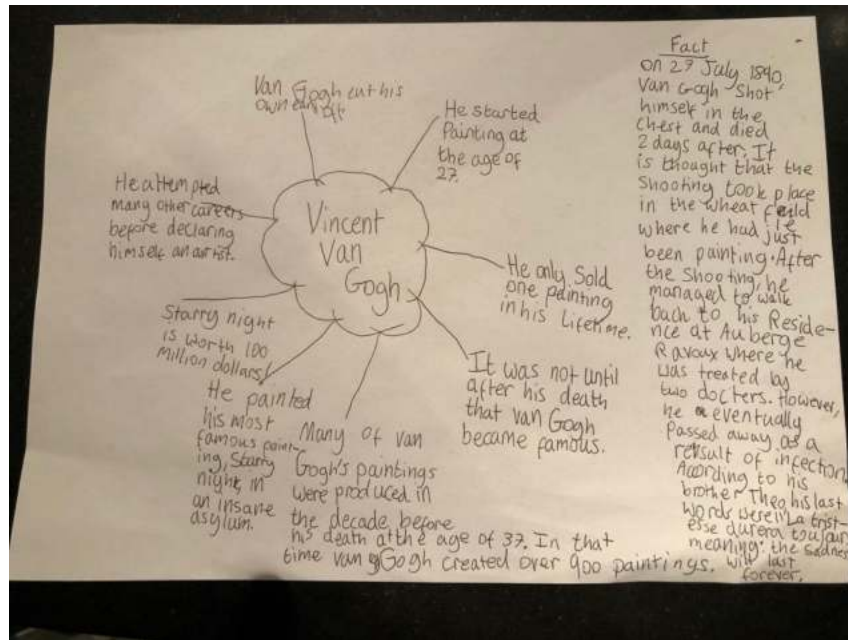 Vincent
Van
Gogh
Van Gogh cut his
own ear off
He started
Painting at
the age of
27.
He only Sold
one painting
in his Lifetime.
It was not until
after his death
that van Gogh
became famous.
Many of van
Gogh's paintings
were produced in
the decade before
his death at the age of 37. In that
time van Gogh created over 900 paintings.
He painted
his most
famous paint-
ing, Starry
night, in
an insane
asylum.
Starry night
is worth 100
million dollars!
He attempted
many other careers
before declaring
himself an artist.
Fact
on 27 July 1890,
Van Gogh shot
himself in the
chest and died
2 days after. It
is thought that the
Shooting took place
in the wheat
where he had just
been painting. After
the Shooting, he
managed to walk
back to his Reside-
nce at Auberge
Ravoux where he
was treated by
two docters. However,
he eventually
Passed away as a
result of infection.
Acording to his
brother Theo his last
words were: La trist-
esse durera toujours
meaning: the sadness
will last
forever.